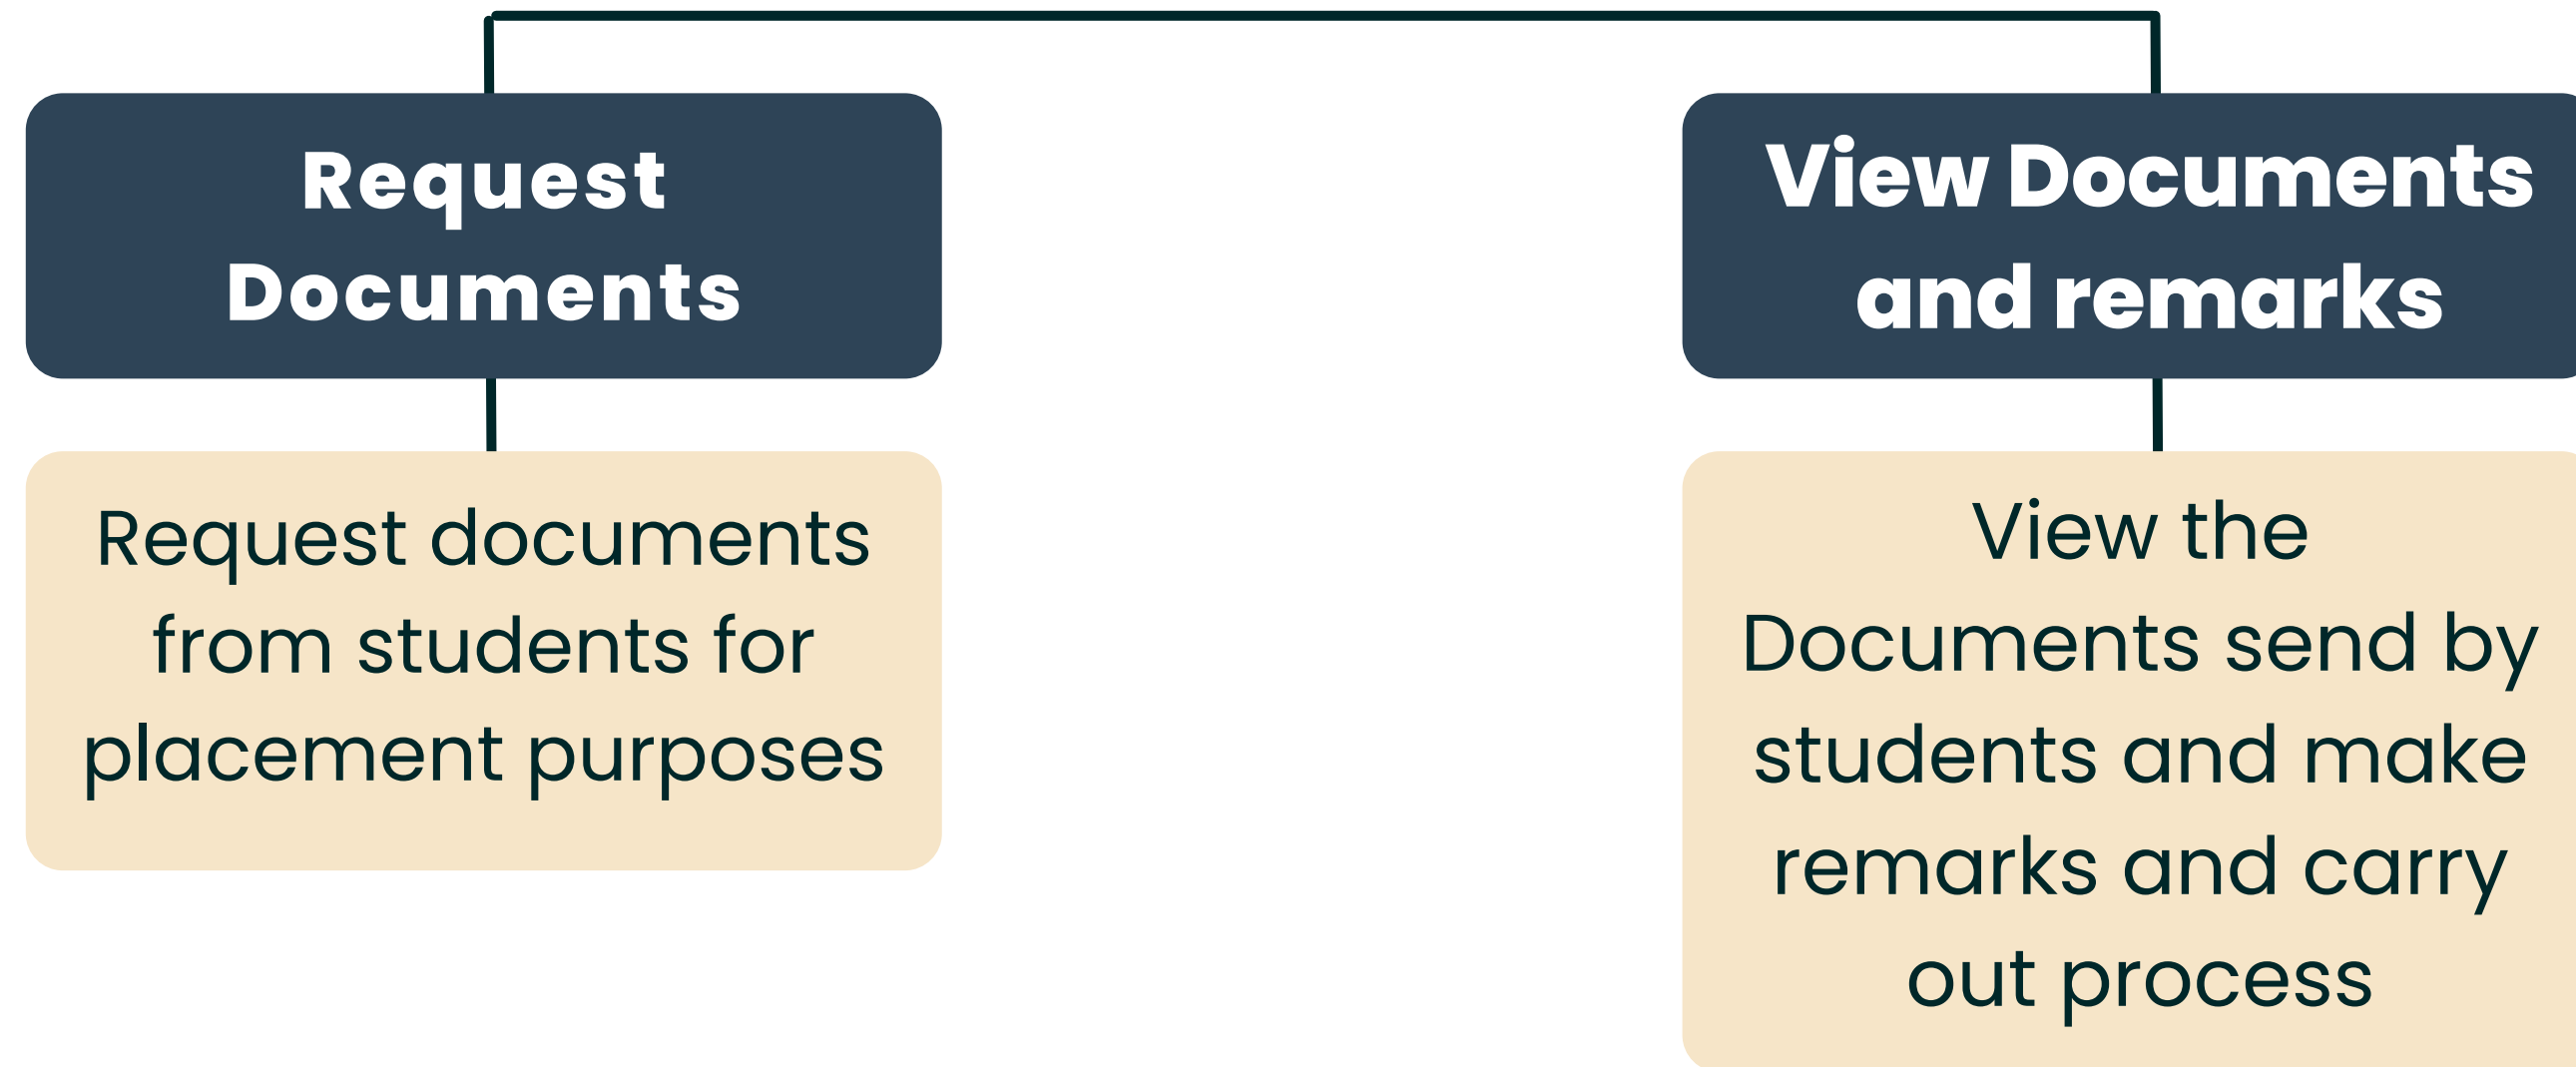 Request
Documents
Request documents
from students for
placement purposes
View Documents
and remarks
View the
Documents send by
students and make
remarks and carry
out process